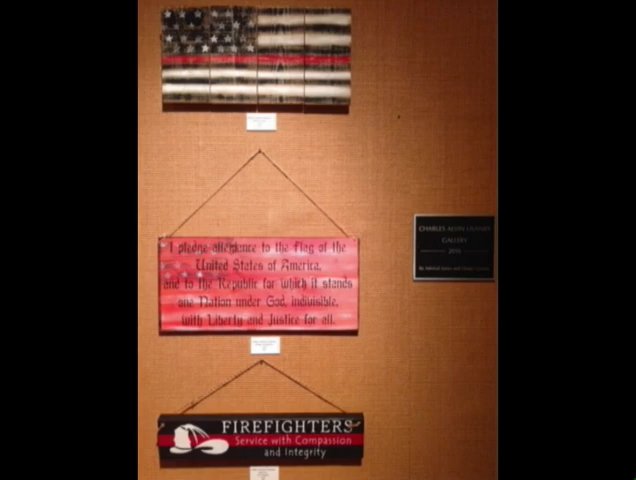 I pledge allegiance to the flag of the
United States of America,
and to the Republic for which it stands
one Nation under God, indivisible,
with Liberty and Justice for all.
CHARLES ALVIN
GALLERY
FIREFIGHTERS
Service with Compassion
and Integrity